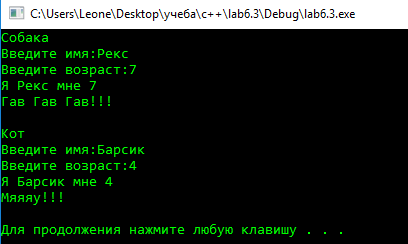 C:\Users\Leone\Desktop\учеба\с++\lab6.3\Debug\lab6.3.exe
Собака
Введите имя:Рекс
Введите возраст:7
Я Рекс мне 7
Гав Гав Гав!!!
Кот
Введите имя:Барсик
Введите возраст:4
Я Барсик мне 4
Мяяяу!!!
Для продолжения нажмите любую клавишу . . .